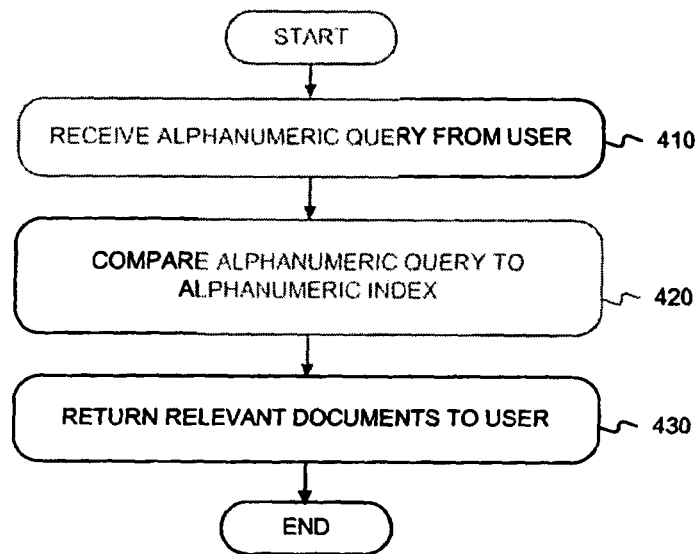 START
RECEIVE ALPHANUMERIC QUERY FROM USER
410
COMPARE ALPHANUMERIC QUERY TO
ALPHANUMERIC INDEX
420
RETURN RELEVANT DOCUMENTS TO USER
430
END